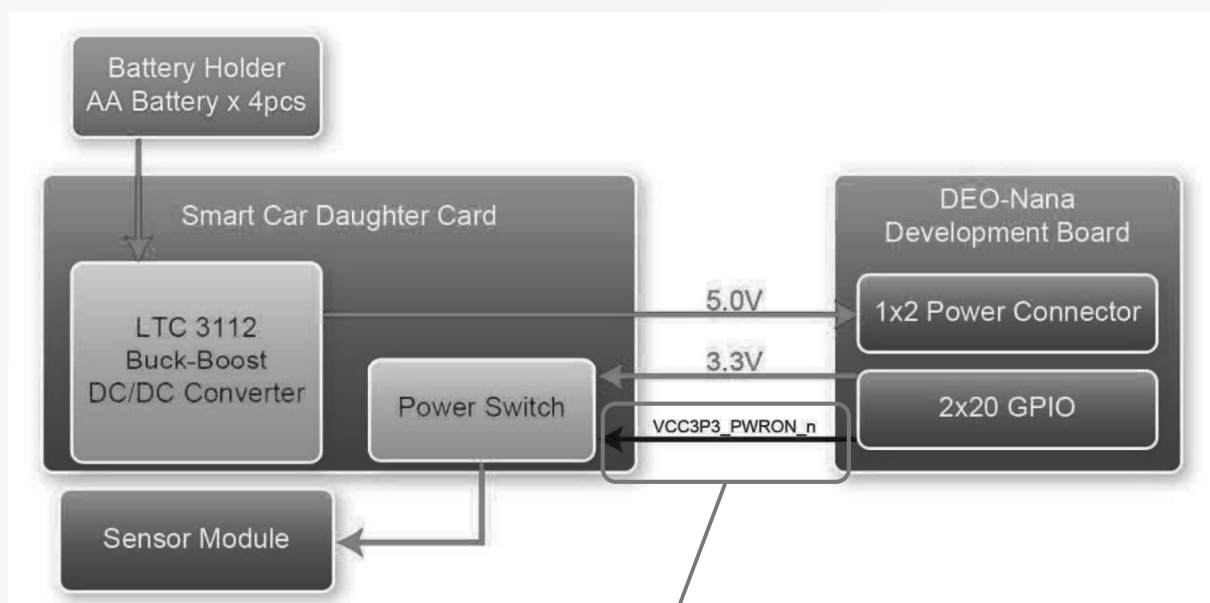 Battery Holder
AA Battery x 4pcs
Smart Car Daughter Card
LTC 3112
Buck-Boost
DC/DC Converter
Power Switch
Sensor Module
5.0V
3.3V
VCC3P3_PWRON_n
DEO-Nana
Development Board
1x2 Power Connector
2x20 GPIO